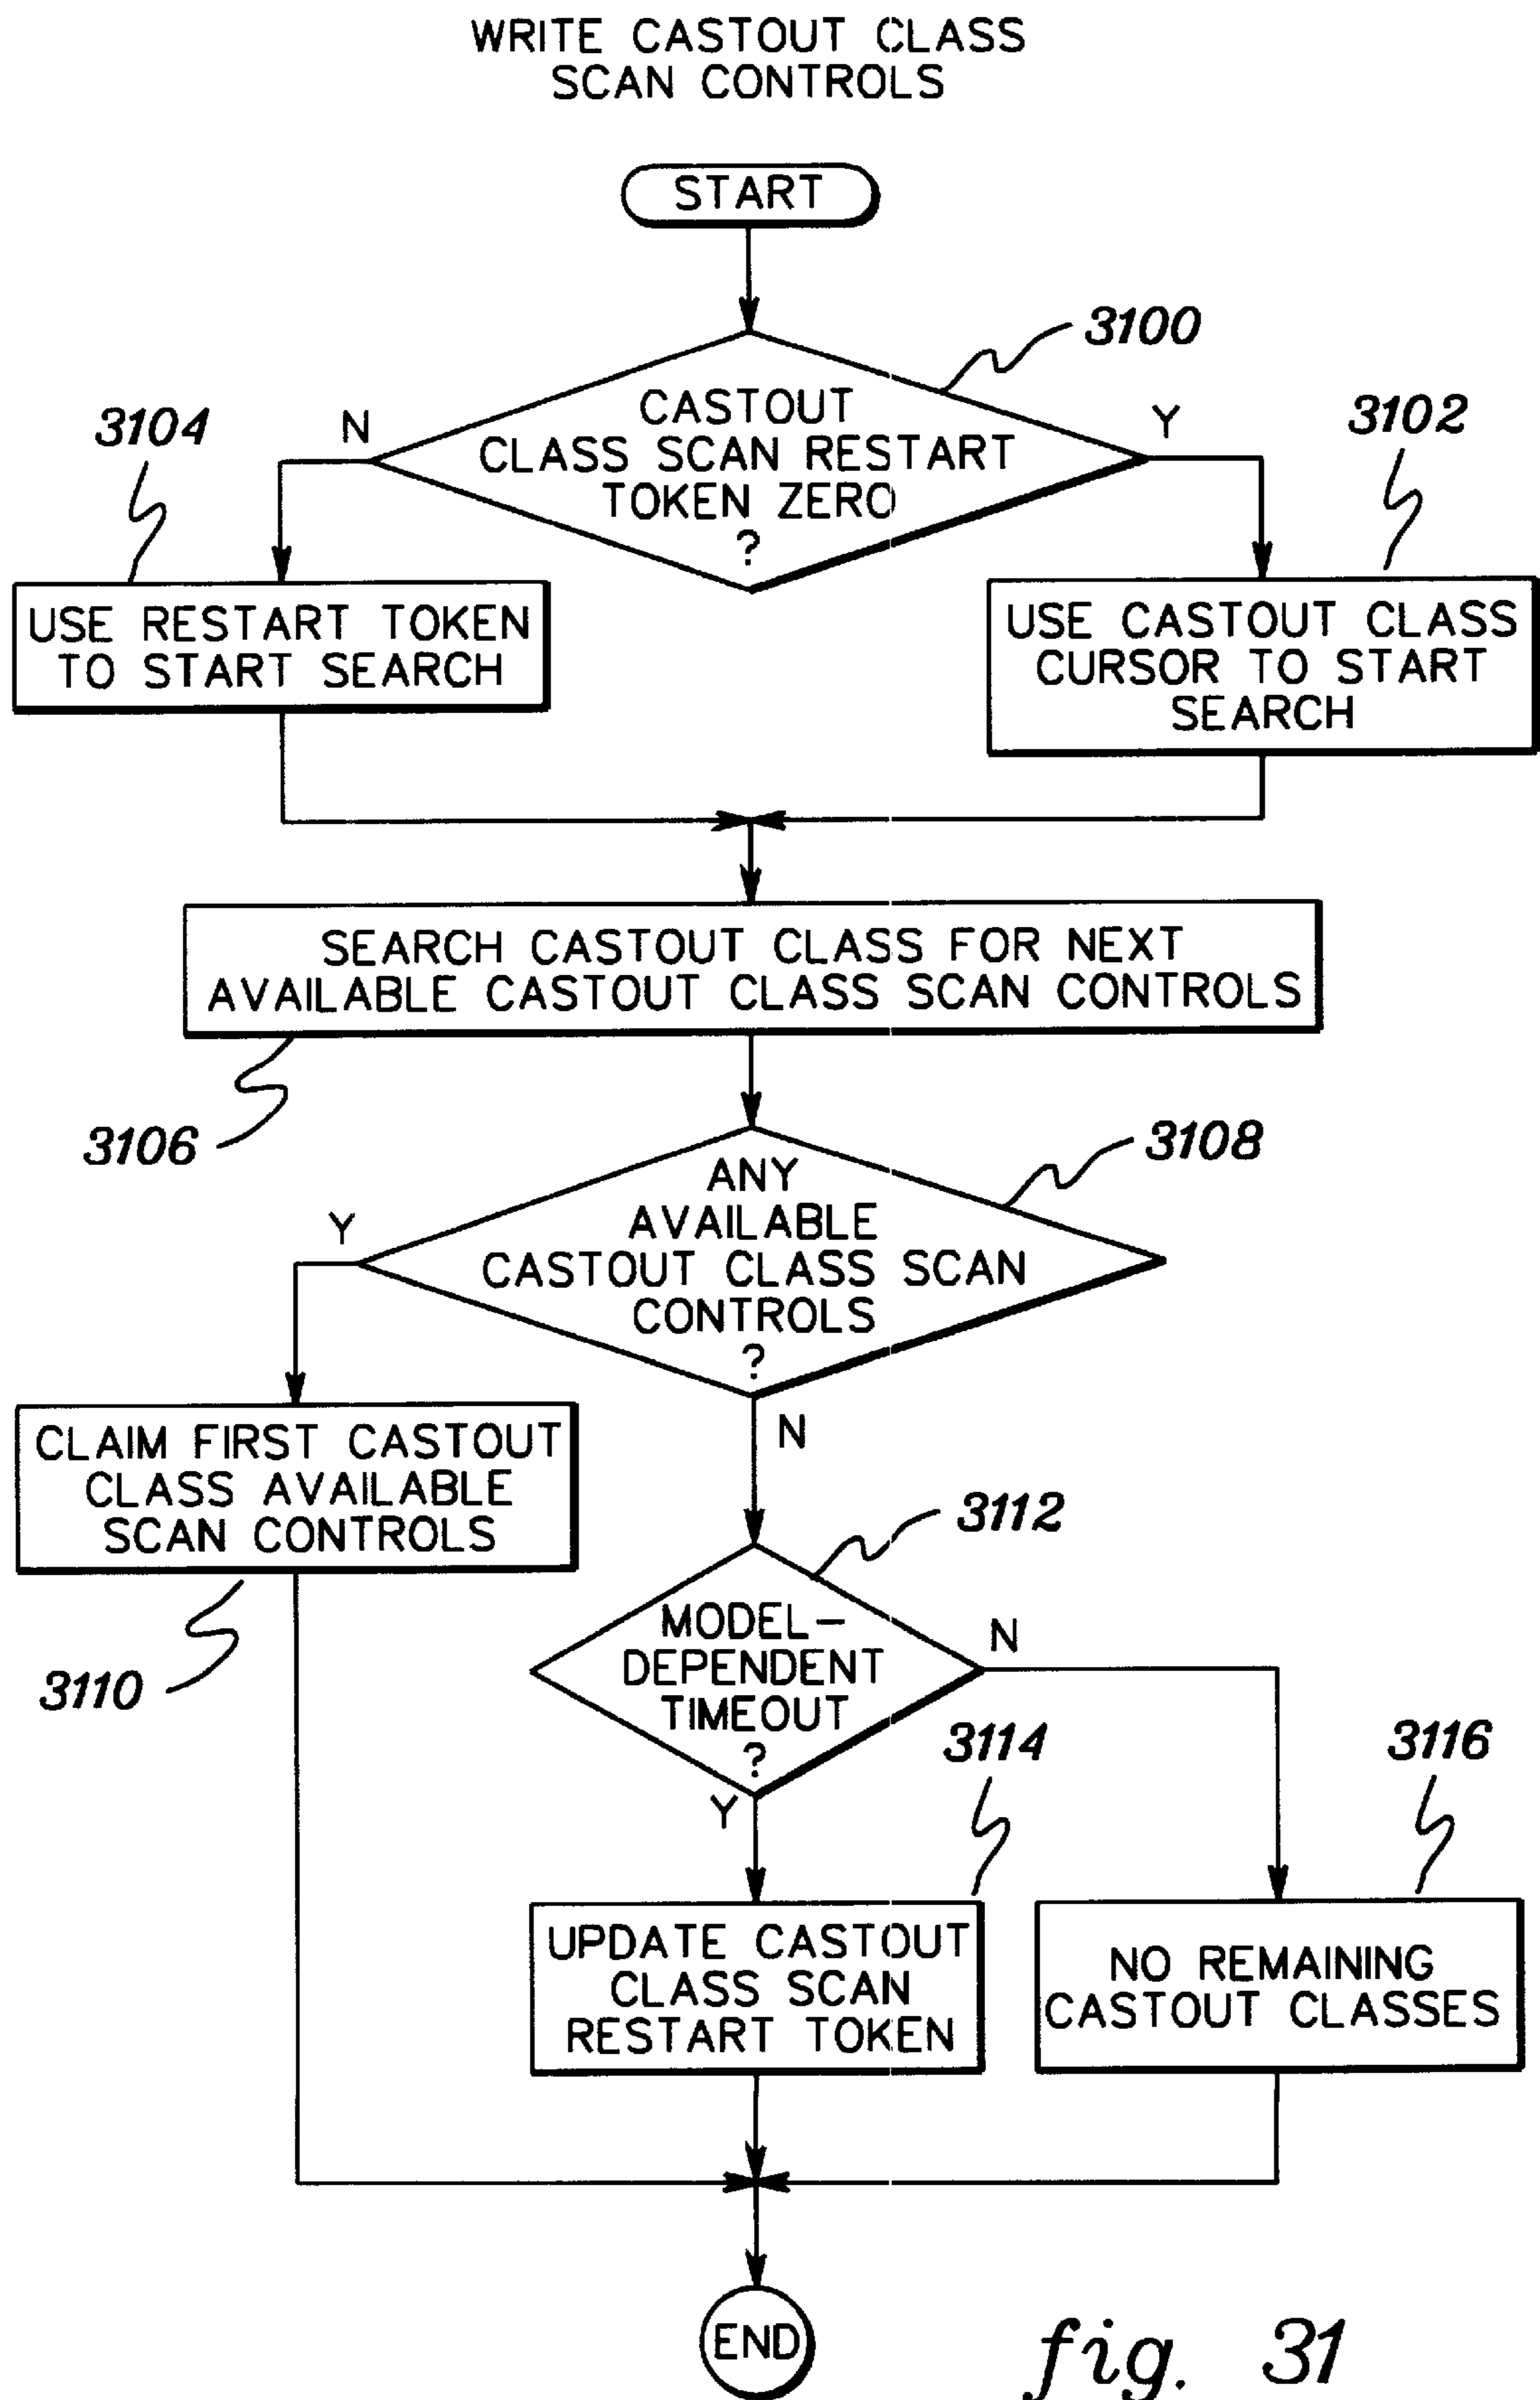 WRITE CASTOUT CLASS
SCAN CONTROLS
START
3100
CASTOUT
CLASS SCAN RESTART
TOKEN ZERO
?
N
Y
3104
3102
USE RESTART TOKEN
TO START SEARCH
USE CASTOUT CLASS
CURSOR TO START
SEARCH
SEARCH CASTOUT CLASS FOR NEXT
AVAILABLE CASTOUT CLASS SCAN CONTROLS
3106
3108
ANY
AVAILABLE
CASTOUT CLASS SCAN
CONTROLS
?
Y
N
CLAIM FIRST CASTOUT
CLASS AVAILABLE
SCAN CONTROLS
3110
3112
MODEL-
DEPENDENT
TIMEOUT
?
N
Y
3114
3116
UPDATE CASTOUT
CLASS SCAN
RESTART TOKEN
NO REMAINING
CASTOUT CLASSES
END
fig. 31